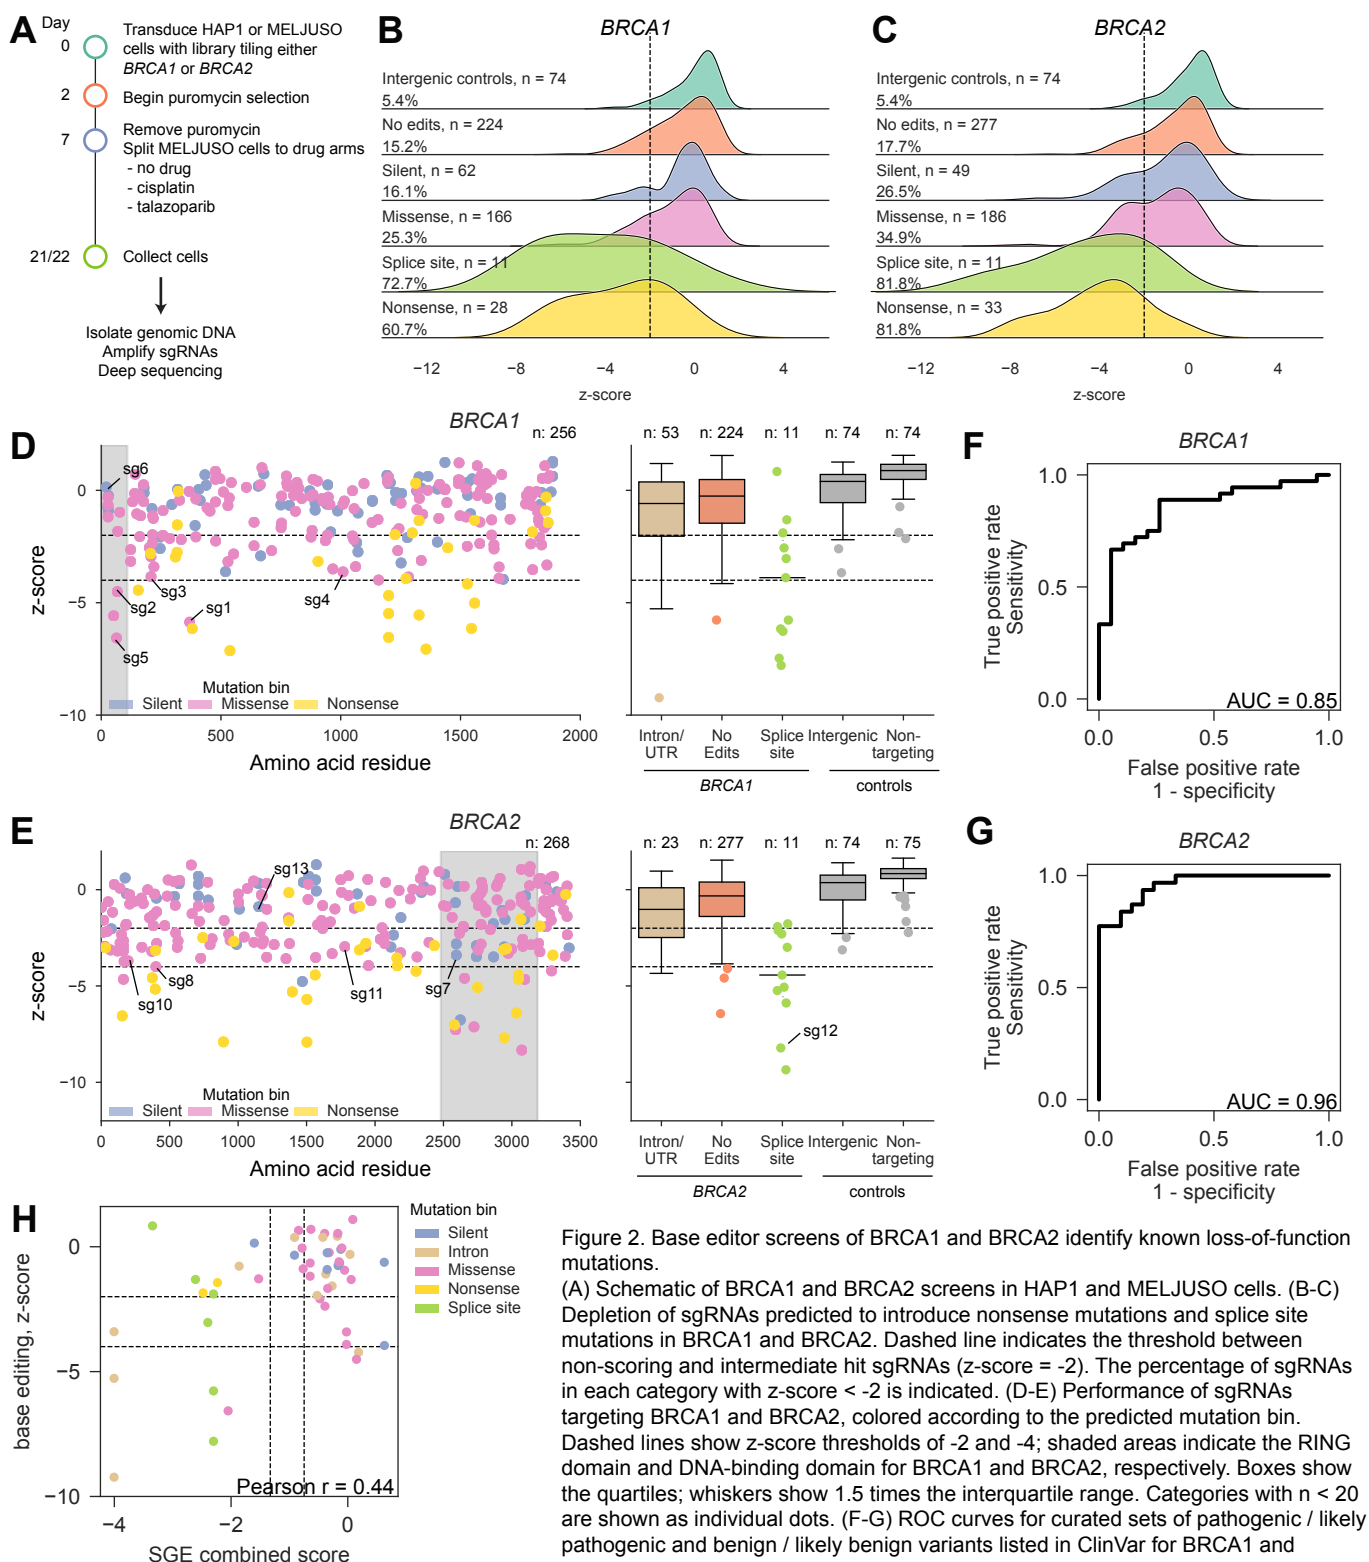 A
Day
0
Transduce HAP1 or MELJUSO
cells with library tiling either
BRCA1 or BRCA2
2
Begin puromycin selection
7
Remove puromycin
Split MELJUSO cells to drug arms
- no drug
- cisplatin
- talazoparib
21/22
Collect cells
Isolate genomic DNA
Amplify sgRNAs
Deep sequencing
B
BRCA1
Intergenic controls, n = 74
5.4%
No edits, n = 224
15.2%
Silent, n = 62
16.1%
Missense, n = 166
25.3%
Splice site, n = 11
72.7%
Nonsense, n = 28
60.7%
−12 −8 −4 0 4
z-score
C
BRCA2
Intergenic controls, n = 74
5.4%
No edits, n = 277
17.7%
Silent, n = 49
26.5%
Missense, n = 186
34.9%
Splice site, n = 11
81.8%
Nonsense, n = 33
81.8%
−12 −8 −4 0 4
z-score
D
BRCA1
n: 256
z-score
0
−5
−10
sg6
sg2
sg3
sg1
sg5
sg4
Mutation bin
Silent Missense Nonsense
0 500 1000 1500 2000
Amino acid residue
n: 53 n: 224 n: 11 n: 74 n: 74
Intron/ No Splice Intergenic Non-
UTR Edits site targeting
BRCA1 controls
F
BRCA1
True positive rate
Sensitivity
1.0
0.5
0.0
AUC = 0.85
0.0 0.5 1.0
False positive rate
1 - specificity
E
BRCA2
n: 268
z-score
0
−5
−10
sg13
sg10
sg8
sg11
sg7
Mutation bin
Silent Missense Nonsense
0 500 1000 1500 2000 2500 3000 3500
Amino acid residue
n: 23 n: 277 n: 11 n: 74 n: 75
sg12
Intron/ No Splice Intergenic Non-
UTR Edits site targeting
BRCA2 controls
G
BRCA2
True positive rate
Sensitivity
1.0
0.5
0.0
AUC = 0.96
0.0 0.5 1.0
False positive rate
1 - specificity
H
base editing, z-score
0
−5
−10
Pearson r = 0.44
−4 −2 0
SGE combined score
Mutation bin
Silent
Intron
Missense
Nonsense
Splice site
Figure 2. Base editor screens of BRCA1 and BRCA2 identify known loss-of-function
mutations.
(A) Schematic of BRCA1 and BRCA2 screens in HAP1 and MELJUSO cells. (B-C)
Depletion of sgRNAs predicted to introduce nonsense mutations and splice site
mutations in BRCA1 and BRCA2. Dashed line indicates the threshold between
non-scoring and intermediate hit sgRNAs (z-score = -2). The percentage of sgRNAs
in each category with z-score < -2 is indicated. (D-E) Performance of sgRNAs
targeting BRCA1 and BRCA2, colored according to the predicted mutation bin.
Dashed lines show z-score thresholds of -2 and -4; shaded areas indicate the RING
domain and DNA-binding domain for BRCA1 and BRCA2, respectively. Boxes show
the quartiles; whiskers show 1.5 times the interquartile range. Categories with n < 20
are shown as individual dots. (F-G) ROC curves for curated sets of pathogenic / likely
pathogenic and benign / likely benign variants listed in ClinVar for BRCA1 and